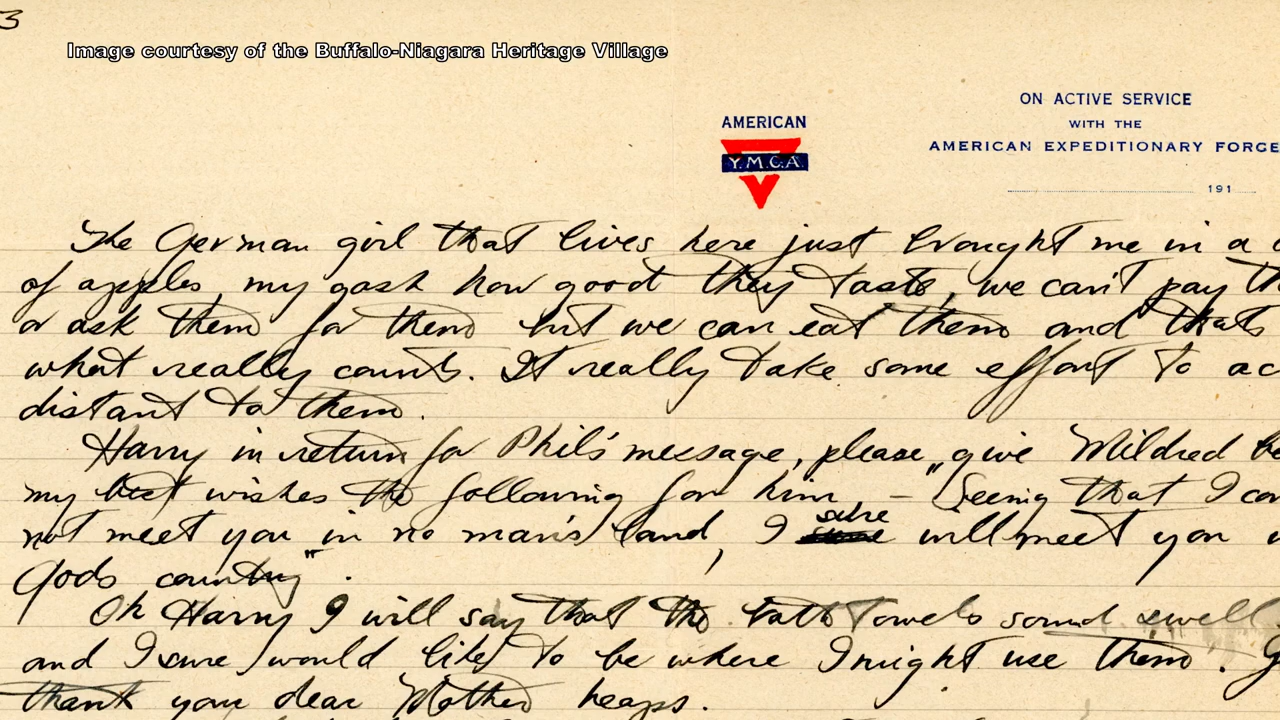 3
Image courtesy of the Buffalo-Niagara Heritage Village
ON ACTIVE SERVICE
WITH THE
AMERICAN EXPEDITIONARY FORCE
AMERICAN
Y.M.C.A.
191
The German girl that lives here just brought me in a
of apples, my gosh how good they taste, we can't pay
or ask them for them but we can eat them and thats
what really counts. It really take some effort to
distant to them.
Harry in return for Phil's message, please give Mildred
my best wishes the following for him, – "Seeing that I
not meet you in no man's land, I sure will meet you
Gods country".
Oh Harry I will say that the bath towels sound swell
and I sure would like to be where I might use them.
thank you dear Mother heaps.